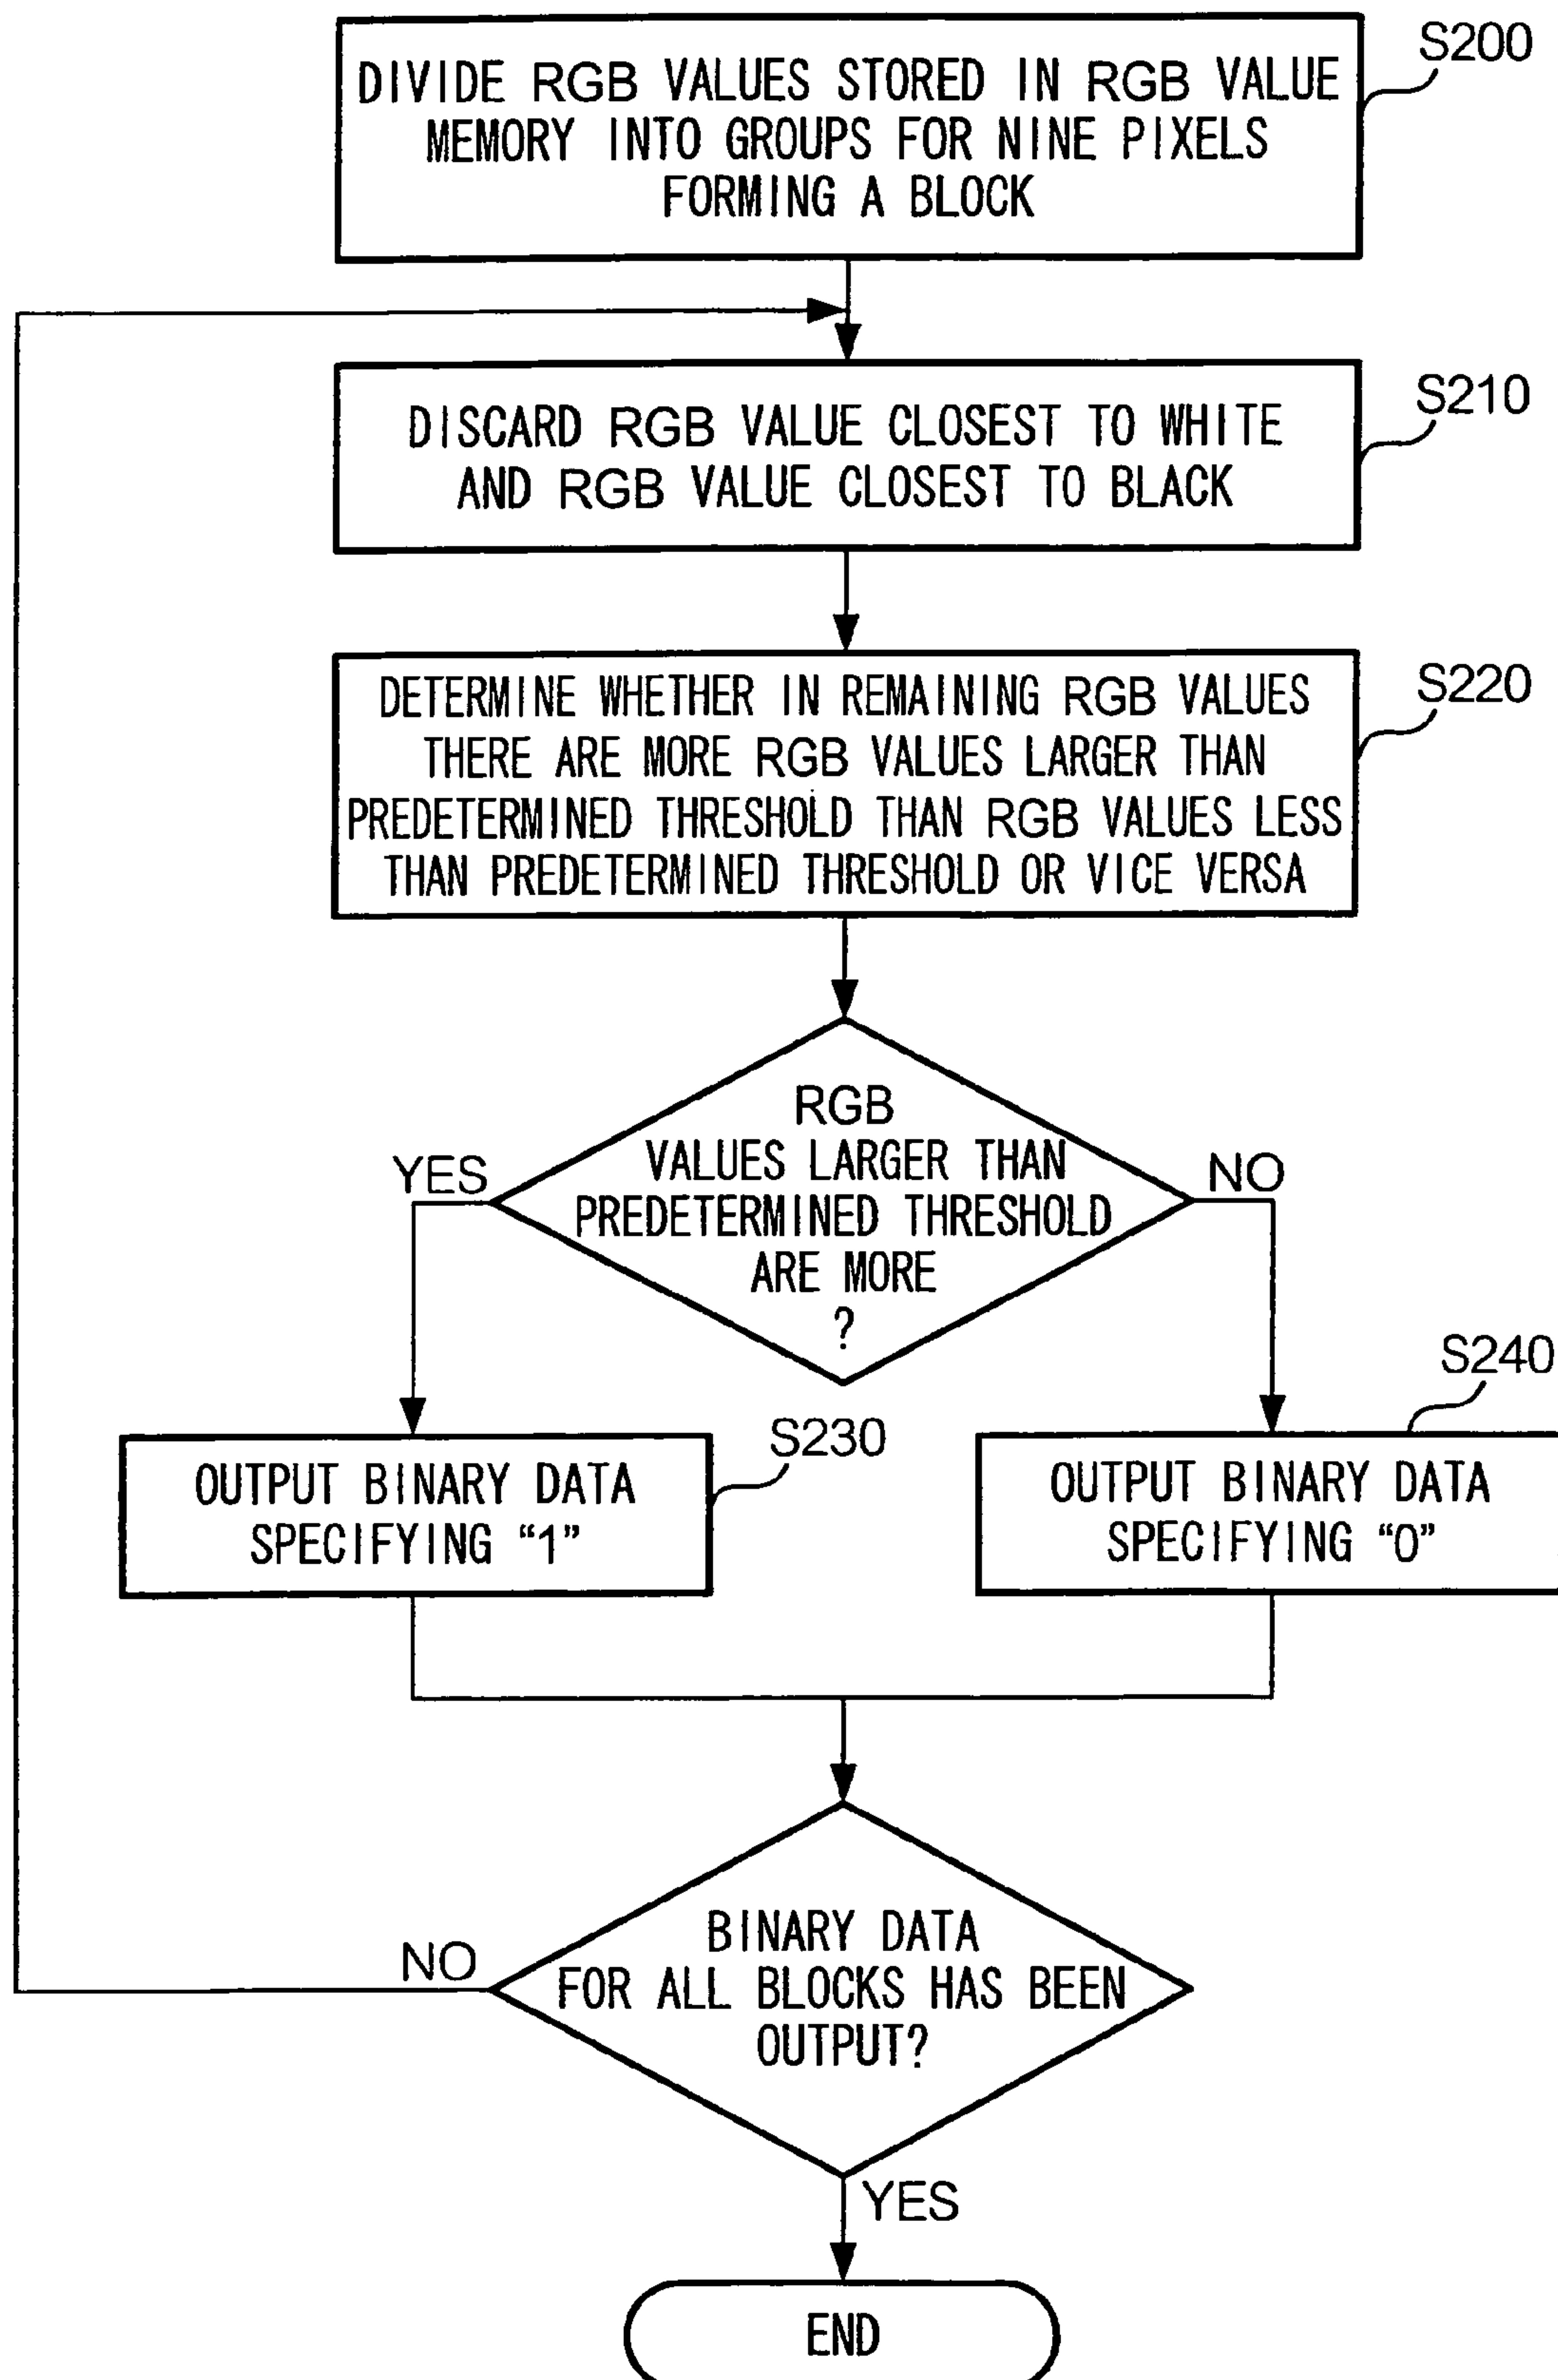 S200
DIVIDE RGB VALUES STORED IN RGB VALUE
MEMORY INTO GROUPS FOR NINE PIXELS
FORMING A BLOCK
S210
DISCARD RGB VALUE CLOSEST TO WHITE
AND RGB VALUE CLOSEST TO BLACK
S220
DETERMINE WHETHER IN REMAINING RGB VALUES
THERE ARE MORE RGB VALUES LARGER THAN
PREDETERMINED THRESHOLD THAN RGB VALUES LESS
THAN PREDETERMINED THRESHOLD OR VICE VERSA
RGB
VALUES LARGER THAN
PREDETERMINED THRESHOLD
ARE MORE
?
YES
NO
S230
OUTPUT BINARY DATA
SPECIFYING “1”
S240
OUTPUT BINARY DATA
SPECIFYING “0”
BINARY DATA
FOR ALL BLOCKS HAS BEEN
OUTPUT?
NO
YES
END